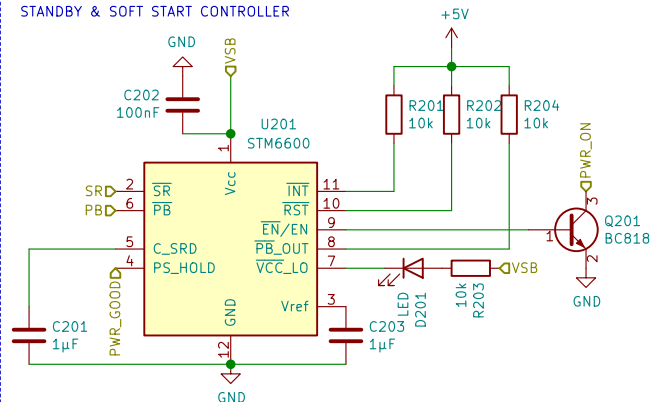 STANDBY & SOFT START CONTROLLER
+5V
GND
VSB
C202
100nF
U201
STM6600
R201
10k
R202
10k
R204
10k
PWR_ON
1
Vcc
SR
2
SR
PB
6
PB
5
C_SRD
4
PS_HOLD
PWR_GOOD
INT
11
RST
10
EN/EN
9
PB_OUT
8
VCC_LO
7
Vref
3
GND
12
3
1
2
Q201
BC818
GND
LED
D201
10k
R203
VSB
C201
1µF
C203
1µF
GND